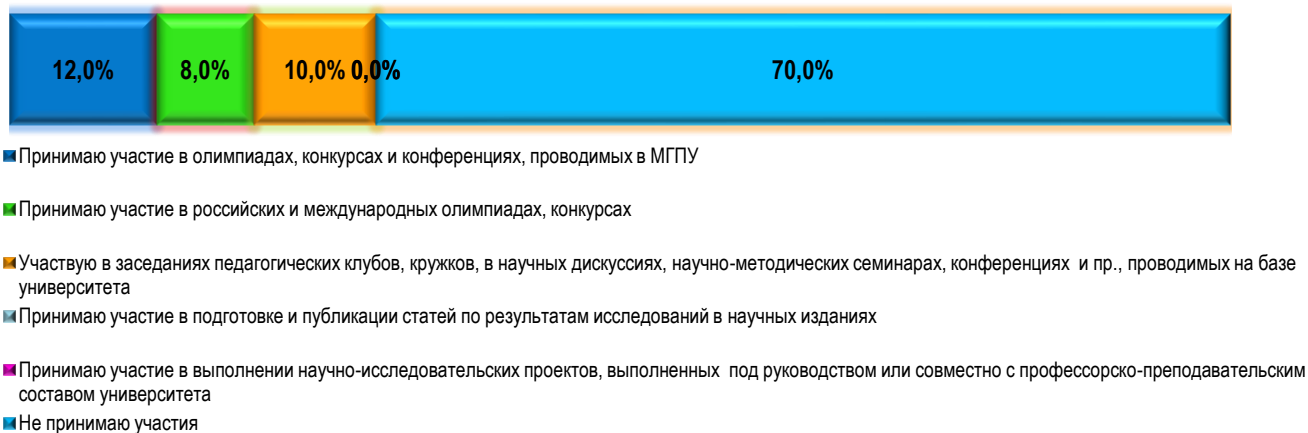 12,0% 8,0% 10,0% 0,0% 70,0%
Принимаю участие в олимпиадах, конкурсах и конференциях, проводимых в МГПУ
Принимаю участие в российских и международных олимпиадах, конкурсах
Участвую в заседаниях педагогических клубов, кружков, в научных дискуссиях, научно-методических семинарах, конференциях и пр., проводимых на базе
университета
Принимаю участие в подготовке и публикации статей по результатам исследований в научных изданиях
Принимаю участие в выполнении научно-исследовательских проектов, выполненных под руководством или совместно с профессорско-преподавательским
составом университета
Не принимаю участия